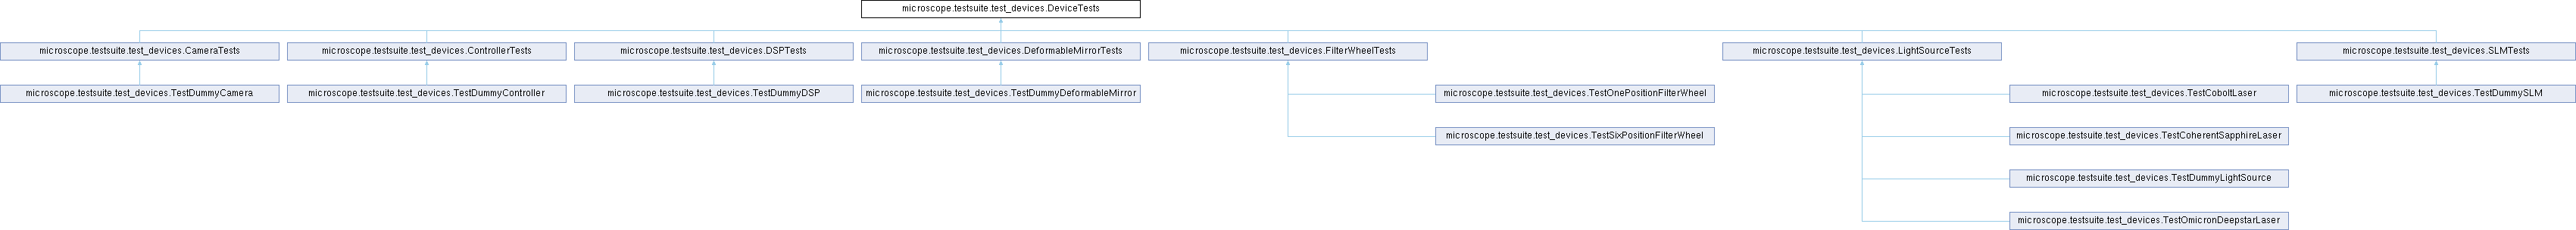 microscope.testsuite.test_devices.DeviceTests
microscope.testsuite.test_devices.CameraTests
microscope.testsuite.test_devices.ControllerTests
microscope.testsuite.test_devices.DSPTests
microscope.testsuite.test_devices.DeformableMirrorTests
microscope.testsuite.test_devices.FilterWheelTests
microscope.testsuite.test_devices.LightSourceTests
microscope.testsuite.test_devices.SLMTests
microscope.testsuite.test_devices.TestDummyCamera
microscope.testsuite.test_devices.TestDummyController
microscope.testsuite.test_devices.TestDummyDSP
microscope.testsuite.test_devices.TestDummyDeformableMirror
microscope.testsuite.test_devices.TestOnePositionFilterWheel
microscope.testsuite.test_devices.TestCoboltLaser
microscope.testsuite.test_devices.TestDummySLM
microscope.testsuite.test_devices.TestSixPositionFilterWheel
microscope.testsuite.test_devices.TestCoherentSapphireLaser
microscope.testsuite.test_devices.TestDummyLightSource
microscope.testsuite.test_devices.TestOmicronDeepstarLaser